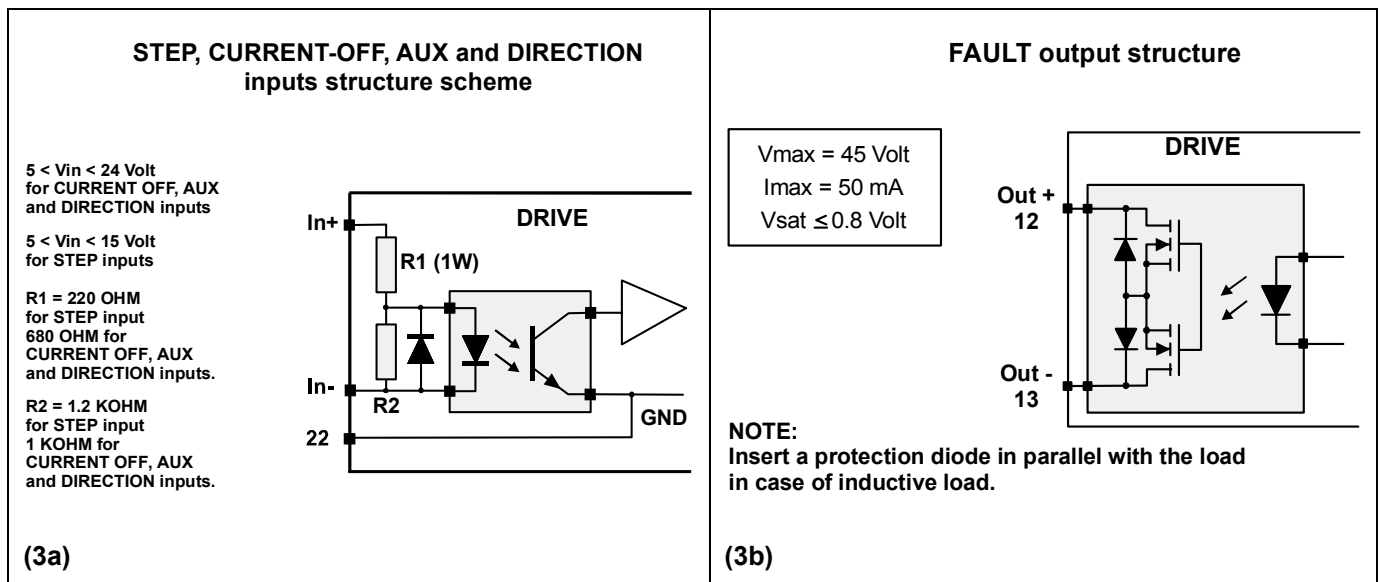 STEP, CURRENT-OFF, AUX and DIRECTION
inputs structure scheme
5 < Vin < 24 Volt
for CURRENT OFF, AUX
and DIRECTION inputs
5 < Vin < 15 Volt
for STEP inputs
R1 = 220 OHM
for STEP input
680 OHM for
CURRENT OFF, AUX
and DIRECTION inputs.
R2 = 1.2 KOHM
for STEP input
1 KOHM for
CURRENT OFF, AUX
and DIRECTION inputs.
In+
DRIVE
R1 (1W)
In-
R2
GND
22
(3a)
FAULT output structure
Vmax = 45 Volt
Imax = 50 mA
Vsat ≤ 0.8 Volt
DRIVE
Out +
12
Out -
13
NOTE:
Insert a protection diode in parallel with the load
in case of inductive load.
(3b)